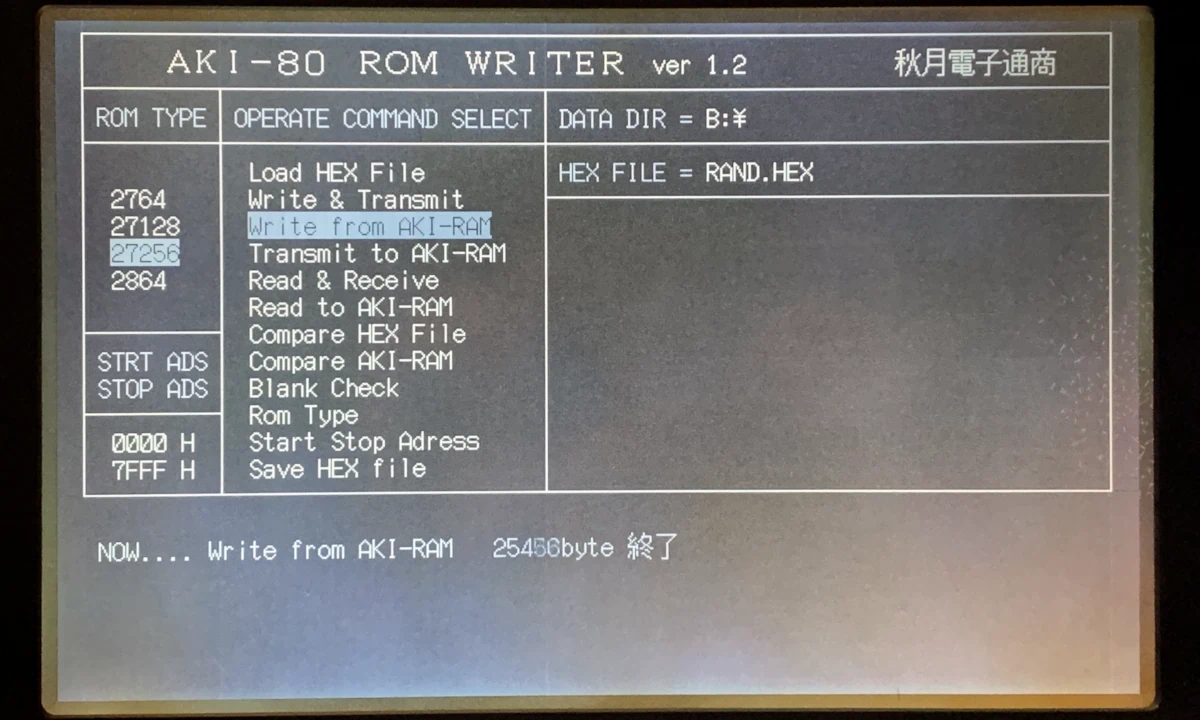 AKI-80 ROM WRITER ver 1.2 秋月電子通商
ROM TYPE
OPERATE COMMAND SELECT
DATA DIR = B:¥
HEX FILE = RAND.HEX
2764
27128
27256
2864
Load HEX File
Write & Transmit
Write from AKI-RAM
Transmit to AKI-RAM
Read & Receive
Read to AKI-RAM
Compare HEX File
Compare AKI-RAM
Blank Check
Rom Type
Start Stop Adress
Save HEX file
STRT ADS
STOP ADS
0000 H
7FFF H
NOW.... Write from AKI-RAM byte 終了